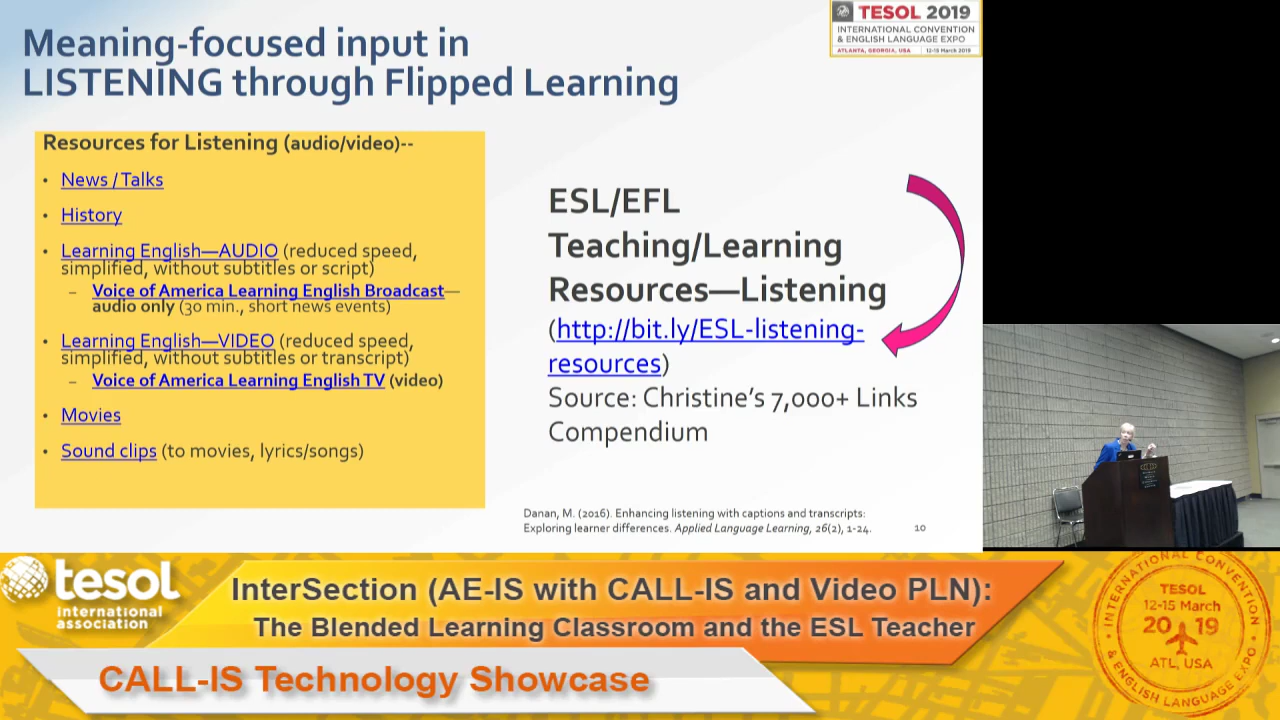 Meaning-focused input in
LISTENING through Flipped Learning
TESOL 2019
INTERNATIONAL CONVENTION
& ENGLISH LANGUAGE EXPO
ATLANTA, GEORGIA, USA | 12-15 March 2019
Resources for Listening (audio/video)--
• News / Talks
• History
• Learning English—AUDIO (reduced speed,
simplified, without subtitles or script)
– Voice of America Learning English Broadcast—
audio only (30 min., short news events)
• Learning English—VIDEO (reduced speed,
simplified, without subtitles or transcript)
– Voice of America Learning English TV (video)
• Movies
• Sound clips (to movies, lyrics/songs)
ESL/EFL
Teaching/Learning
Resources—Listening
(http://bit.ly/ESL-listening-
resources)
Source: Christine's 7,000+ Links
Compendium
Danan, M. (2016). Enhancing listening with captions and transcripts:
Exploring learner differences. Applied Language Learning, 26(2), 1-24.
10
tesol
international
association
InterSection (AE-IS with CALL-IS and Video PLN):
The Blended Learning Classroom and the ESL Teacher
CALL-IS Technology Showcase
INTERNATIONAL CONVENTION
TESOL
12-15 March
20 19
ATL, USA
& ENGLISH LANGUAGE EXPO